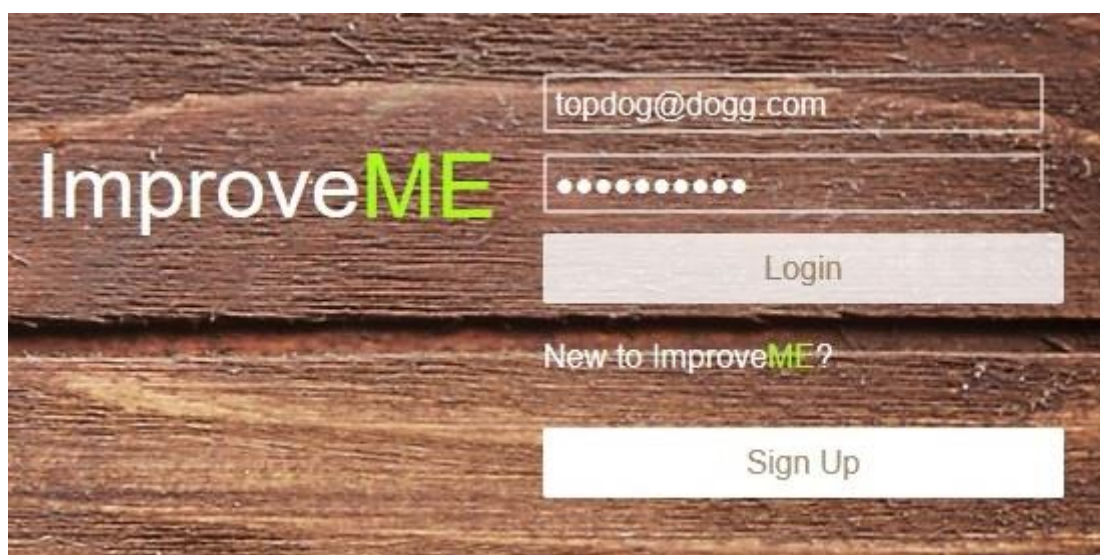 ImproveME
topdog@dogg.com
••••••••••
Login
New to ImproveME?
Sign Up